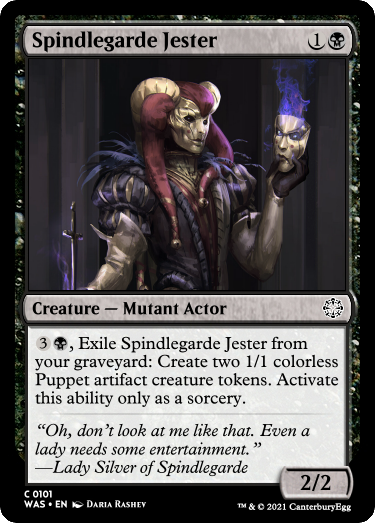 Spindlegarde Jester 1
Creature — Mutant Actor
3 , Exile Spindlegarde Jester from
your graveyard: Create two 1/1 colorless
Puppet artifact creature tokens. Activate
this ability only as a sorcery.
“Oh, don’t look at me like that. Even a
lady needs some entertainment.”
—Lady Silver of Spindlegarde
2/2
C 0101
WAS • EN Daria Rashev
™ & © 2021 CanterburyEgg